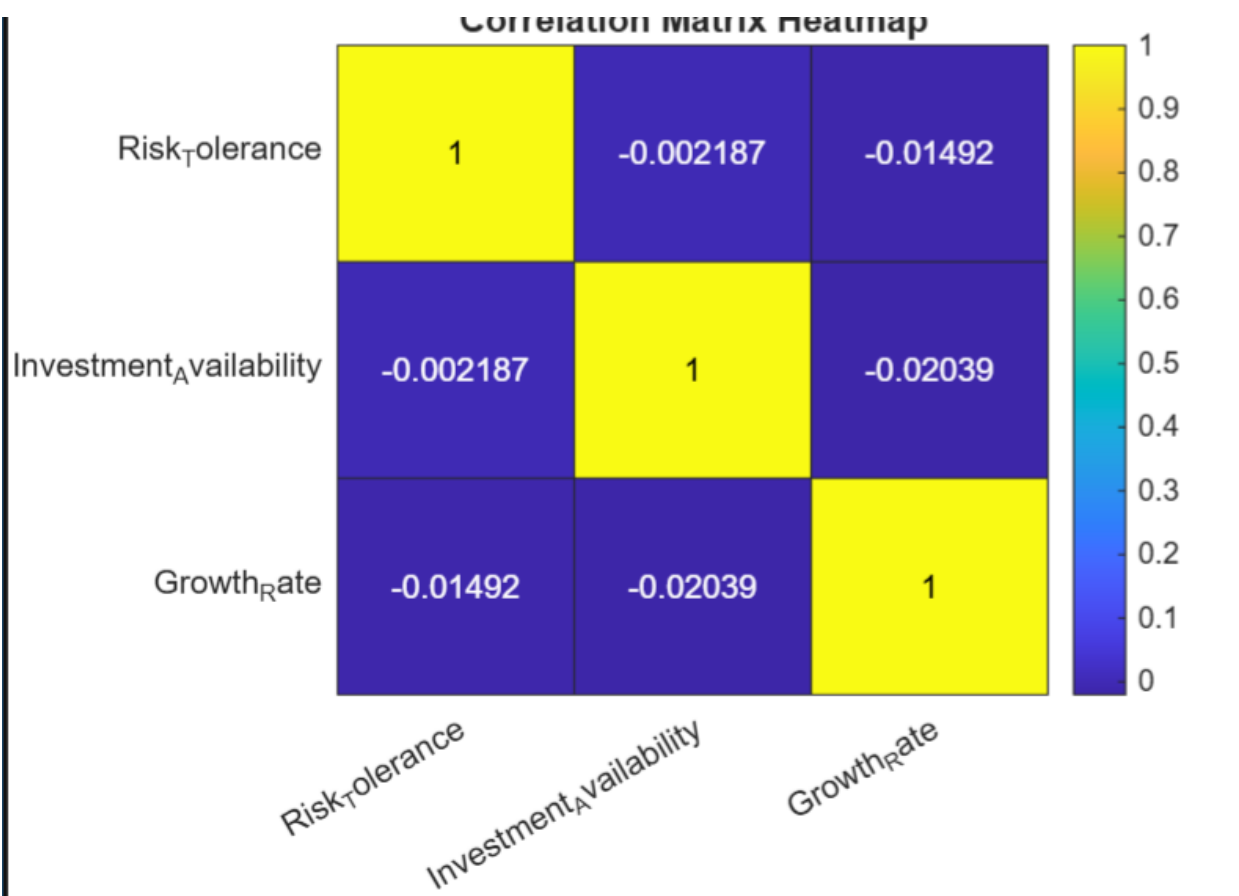 Correlation Matrix Heatmap
Risk_Tolerance 1 -0.002187 -0.01492
Investment_Availability -0.002187 1 -0.02039
Growth_Rate -0.01492 -0.02039 1
Risk_Tolerance Investment_Availability Growth_Rate
1
0.9
0.8
0.7
0.6
0.5
0.4
0.3
0.2
0.1
0